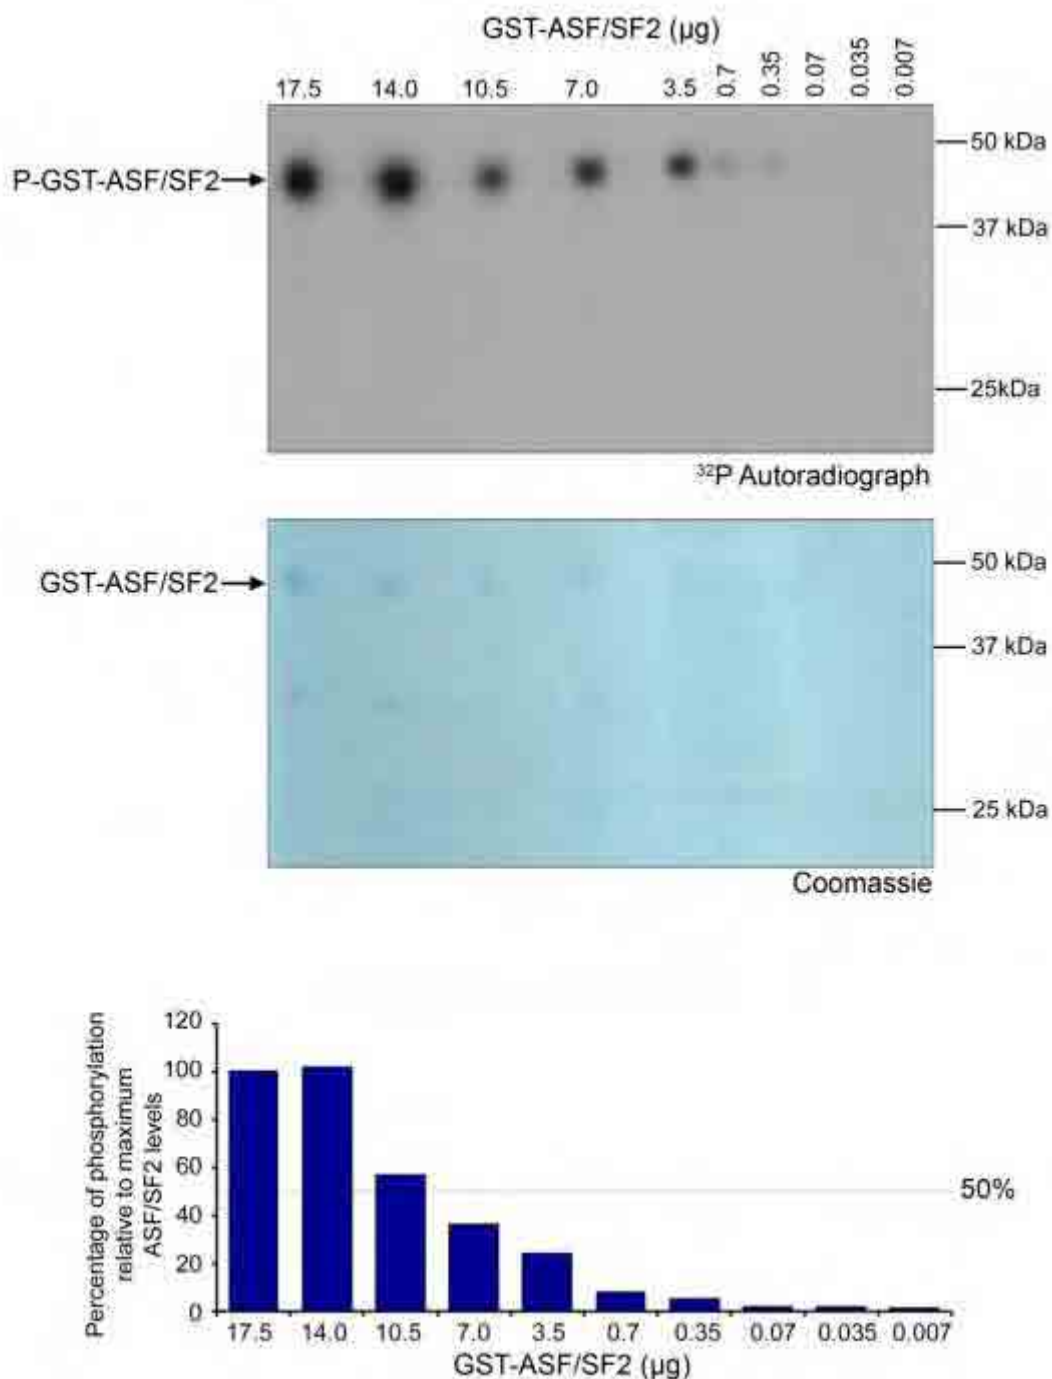 GST-ASF/SF2 (µg)
17.5 14.0 10.5 7.0 3.5 0.7 0.35 0.07 0.035 0.007
50 kDa
P-GST-ASF/SF2
37 kDa
25kDa
³²P Autoradiograph
50 kDa
GST-ASF/SF2
37 kDa
25 kDa
Coomassie
Percentage of phosphorylation
relative to maximum
ASF/SF2 levels
120
100
80
60
50%
40
20
0
17.5 14.0 10.5 7.0 3.5 0.7 0.35 0.07 0.035 0.007
GST-ASF/SF2 (µg)